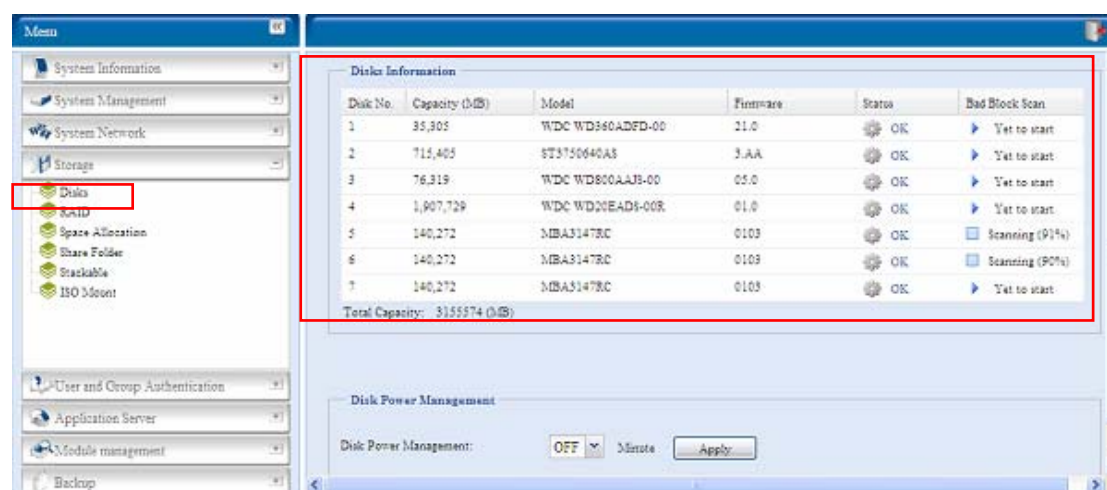 Menu
System Information
System Management
System Network
Storage
Disks
RAID
Space Allocation
Share Folder
Stackable
ISO Mount
User and Group Authentication
Application Server
Module management
Backup
Disks Information
Disk No. Capacity (MB) Model Firmware Status Bad Block Scan
1 35,305 WDC WD360ADFD-00 21.0 OK Yet to start
2 715,405 ST3750640AS 3.AA OK Yet to start
3 76,319 WDC WD800AAJS-00 05.0 OK Yet to start
4 1,907,729 WDC WD20EADS-00R 01.0 OK Yet to start
5 140,272 MBA3147RC 0103 OK Scanning (91%)
6 140,272 MBA3147RC 0103 OK Scanning (90%)
7 140,272 MBA3147RC 0103 OK Yet to start
Total Capacity: 3155574 (MB)
Disk Power Management
Disk Power Management: OFF Minute Apply